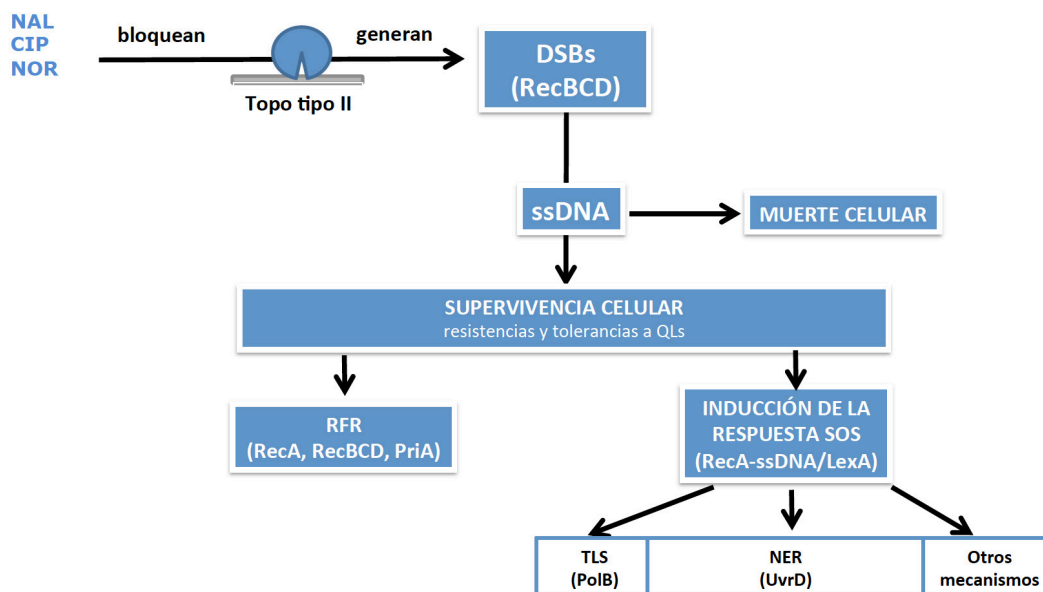 NAL
CIP
NOR
bloquean
generan
Topo tipo II
DSBs
(RecBCD)
ssDNA
MUERTE CELULAR
SUPERVIVENCIA CELULAR
resistencias y tolerancias a QLs
RFR
(RecA, RecBCD, PriA)
INDUCCIÓN DE LA
RESPUESTA SOS
(RecA-ssDNA/LexA)
TLS
(PolB)
NER
(UvrD)
Otros
mecanismos